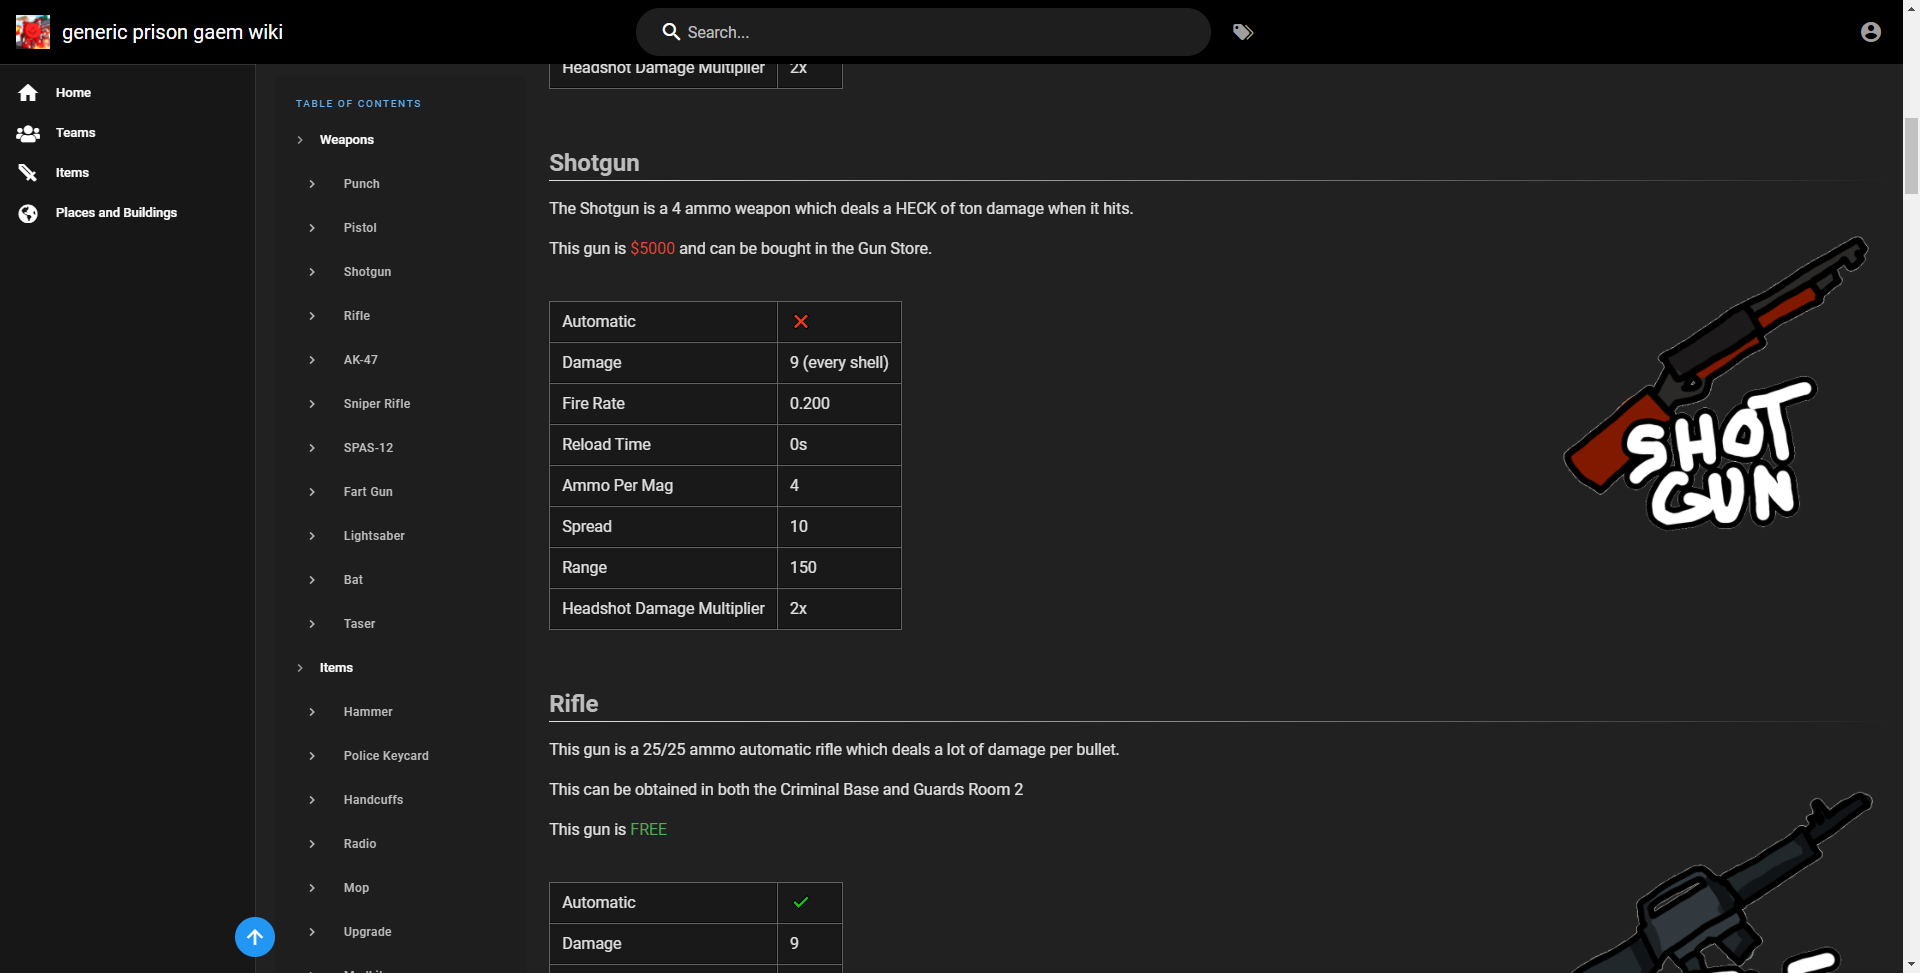 generic prison gaem wiki
Search...
Home
Teams
Items
Places and Buildings
TABLE OF CONTENTS
Weapons
Punch
Pistol
Shotgun
Rifle
AK-47
Sniper Rifle
SPAS-12
Fart Gun
Lightsaber
Bat
Taser
Items
Hammer
Police Keycard
Handcuffs
Radio
Mop
Upgrade
Headshot Damage Multiplier 2x
Shotgun
The Shotgun is a 4 ammo weapon which deals a HECK of ton damage when it hits.
This gun is $5000 and can be bought in the Gun Store.
Automatic
Damage 9 (every shell)
Fire Rate 0.200
Reload Time 0s
Ammo Per Mag 4
Spread 10
Range 150
Headshot Damage Multiplier 2x
SHOT
GUN
Rifle
This gun is a 25/25 ammo automatic rifle which deals a lot of damage per bullet.
This can be obtained in both the Criminal Base and Guards Room 2
This gun is FREE
Automatic
Damage 9